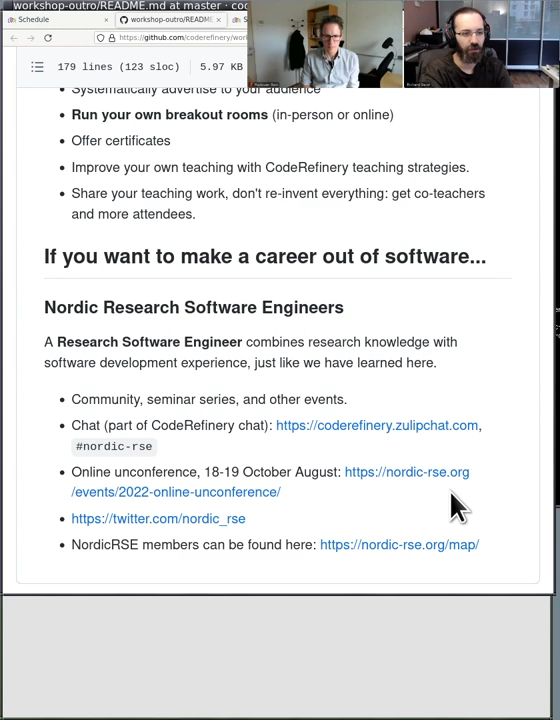 workshop-outro/README.md at master · co
Schedule
workshop-outro/README.m
https://github.com/coderefinery/wor
179 lines (123 sloc)
5.97 KB
Systematically advertise to your audience
Run your own breakout rooms (in-person or online)
Offer certificates
Improve your own teaching with CodeRefinery teaching strategies.
Share your teaching work, don't re-invent everything: get co-teachers
and more attendees.
If you want to make a career out of software...
Nordic Research Software Engineers
A Research Software Engineer combines research knowledge with
software development experience, just like we have learned here.
Community, seminar series, and other events.
Chat (part of CodeRefinery chat): https://coderefinery.zulipchat.com,
#nordic-rse
Online unconference, 18-19 October August: https://nordic-rse.org
/events/2022-online-unconference/
https://twitter.com/nordic_rse
NordicRSE members can be found here: https://nordic-rse.org/map/